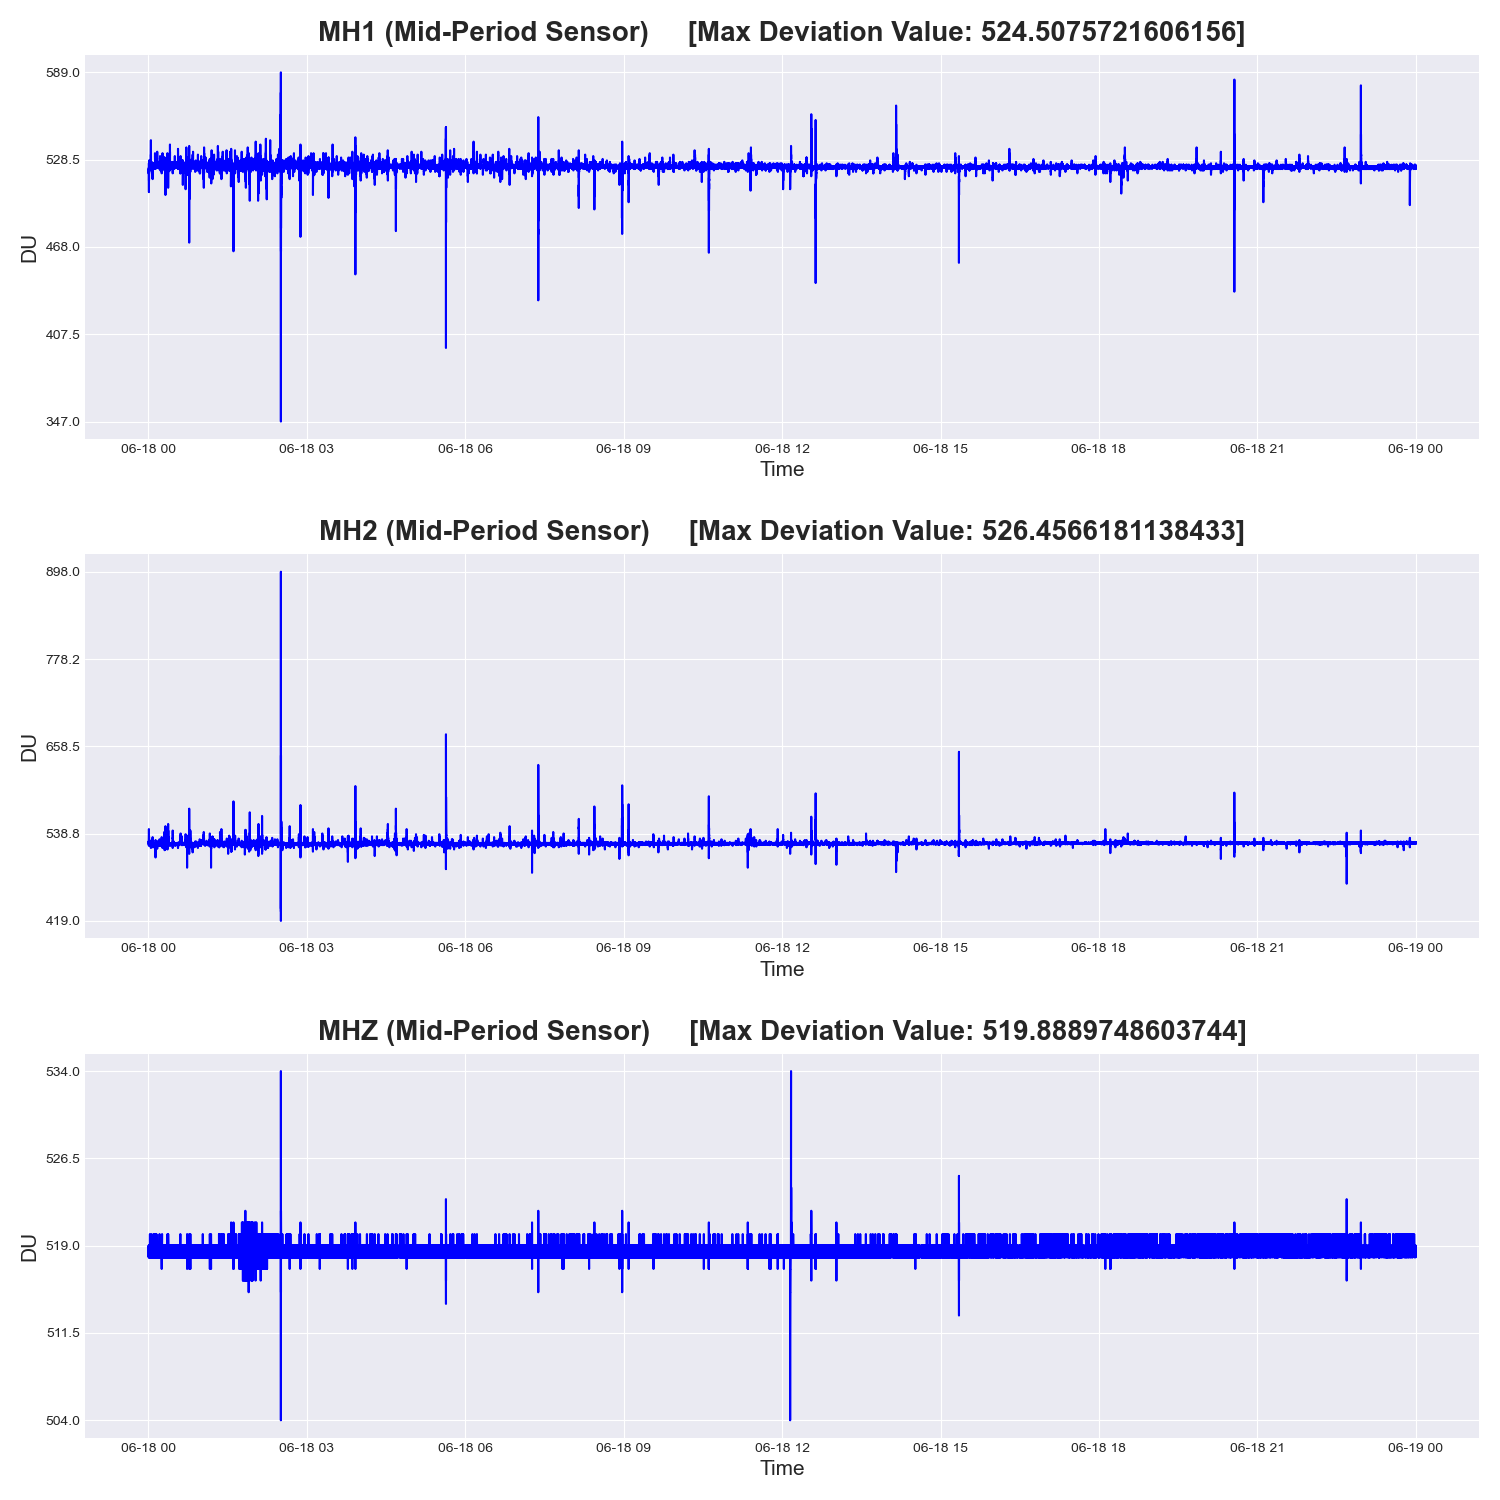 MH1 (Mid-Period Sensor) [Max Deviation Value: 524.5075721606156]
589.0
528.5
468.0
407.5
347.0
DU
06-18 00 06-18 03 06-18 06 06-18 09 06-18 12 06-18 15 06-18 18 06-18 21 06-19 00
Time
MH2 (Mid-Period Sensor) [Max Deviation Value: 526.4566181138433]
898.0
778.2
658.5
538.8
419.0
DU
06-18 00 06-18 03 06-18 06 06-18 09 06-18 12 06-18 15 06-18 18 06-18 21 06-19 00
Time
MHZ (Mid-Period Sensor) [Max Deviation Value: 519.8889748603744]
534.0
526.5
519.0
511.5
504.0
DU
06-18 00 06-18 03 06-18 06 06-18 09 06-18 12 06-18 15 06-18 18 06-18 21 06-19 00
Time